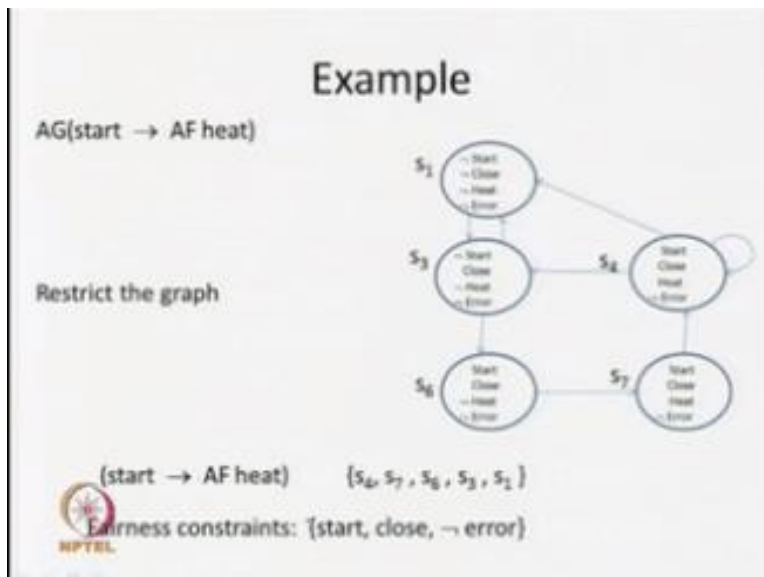 Example
AG(start → AF heat)
Restrict the graph
S₁
¬ Start
¬ Close
¬ Heat
¬ Error
S₃
¬ Start
Close
¬ Heat
¬ Error
S₄
Start
Close
Heat
¬ Error
S₆
Start
Close
¬ Heat
¬ Error
S₇
Start
Close
Heat
¬ Error
(start → AF heat) {s₄, s₇ , s₆ , s₃ , s₁ }
Fairness constraints: {start, close, ¬ error}
NPTEL